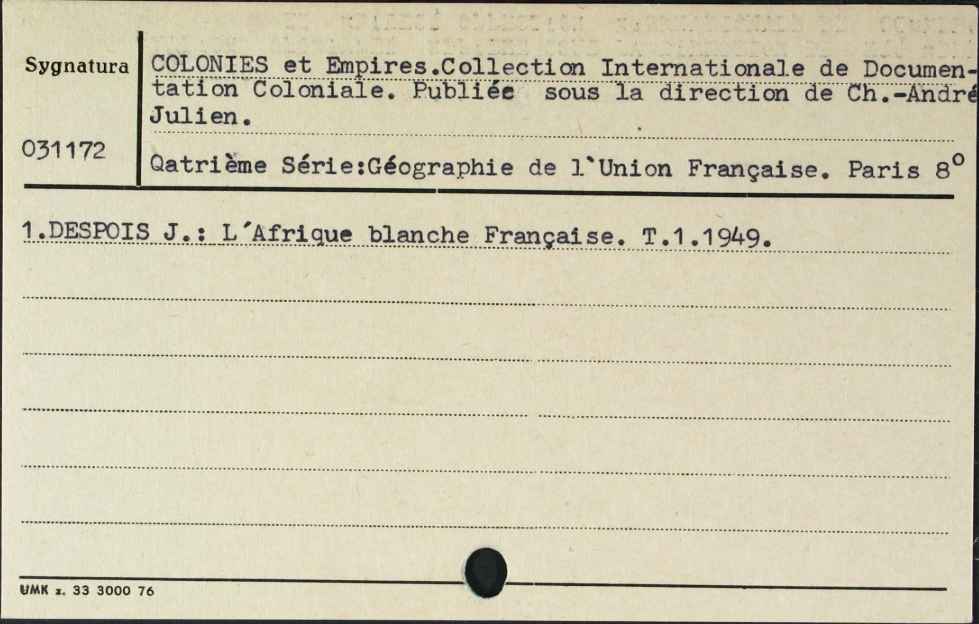 Sygnatura
031172
COLONIES et Empires.Collection Internationale de Documen-
tation Coloniale. Publiée sous la direction de Ch.-André
Julien.
Qatrième Série:Géographie de l`Union Française. Paris 8°
1.DESPOIS J.: L´Afrique blanche Française. T.1.1949.
UMK z. 33 3000 76